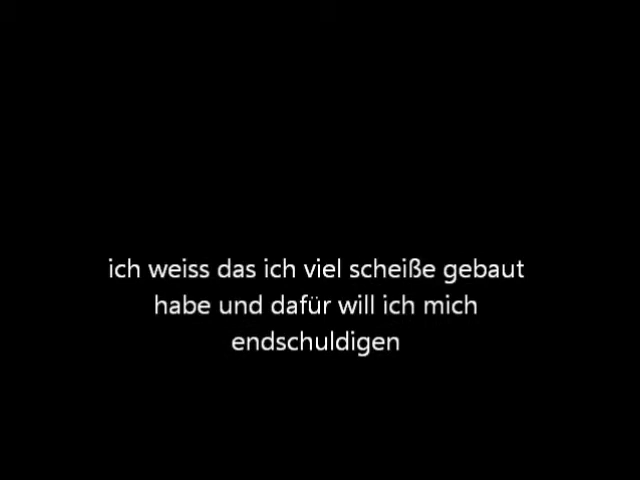 ich weiss das ich viel scheiße gebaut
habe und dafür will ich mich
endschuldigen